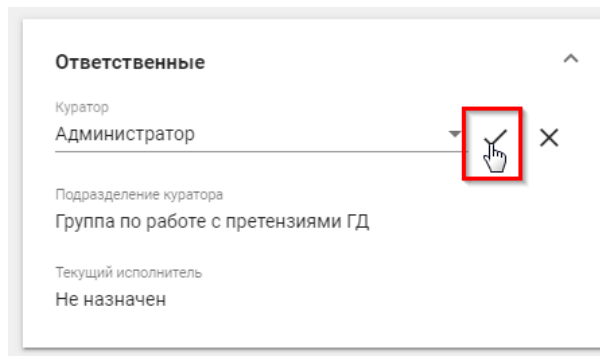 Ответственные
Куратор
Администратор
Подразделение куратора
Группа по работе с претензиями ГД
Текущий исполнитель
Не назначен